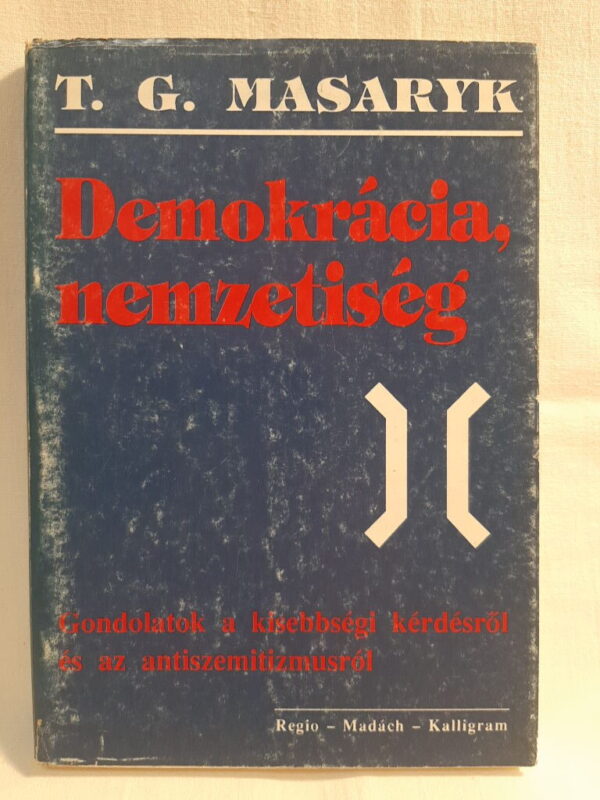 T. G. MASARYK
Demokrácia,
nemzetiség
Gondolatok a kisebbségi kérdésről
és az antiszemitizmusról
Regio – Madách – Kalligram